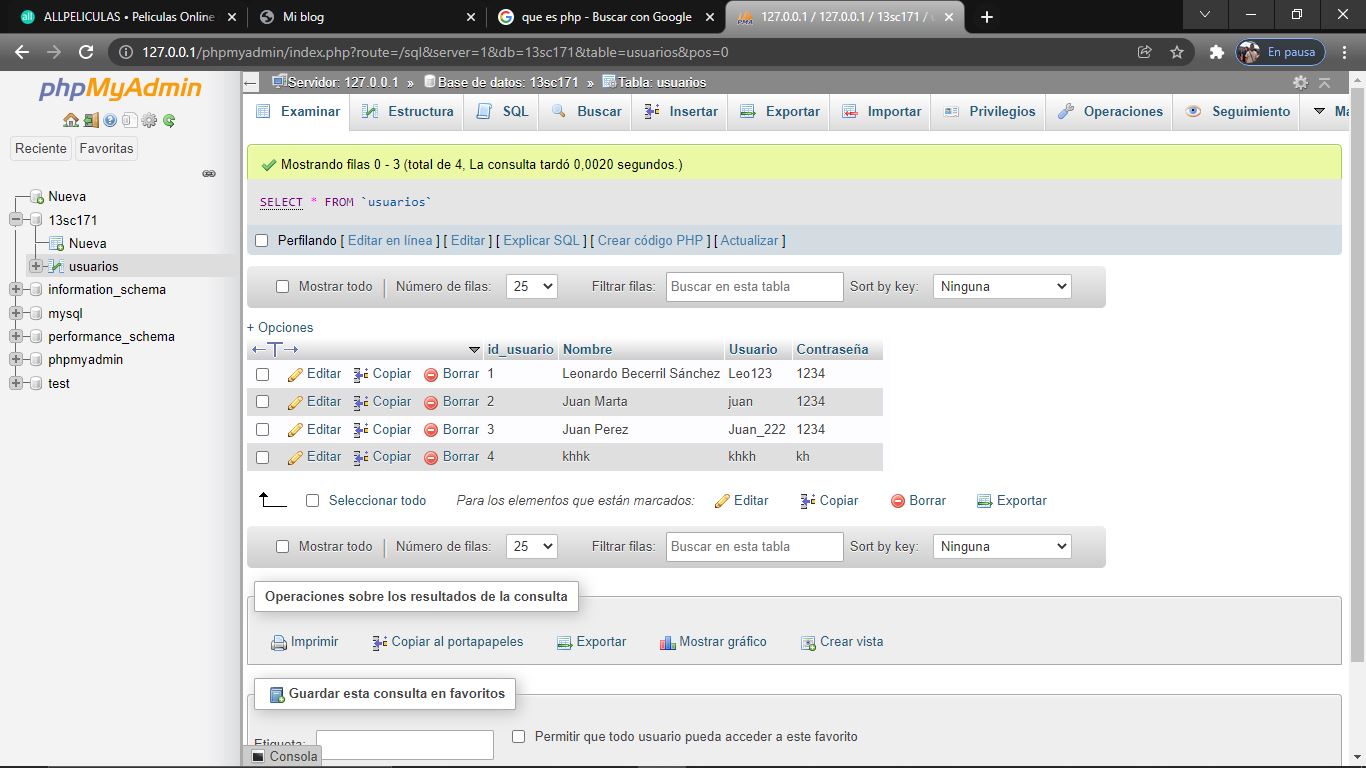 ALLPELICULAS • Peliculas Online
Mi blog
que es php - Buscar con Google
127.0.0.1 / 127.0.0.1 / 13sc171 / u
127.0.0.1/phpmyadmin/index.php?route=/sql&server=1&db=13sc171&table=usuarios&pos=0
En pausa
phpMyAdmin
Reciente Favoritas
Nueva
13sc171
Nueva
usuarios
information_schema
mysql
performance_schema
phpmyadmin
test
Servidor: 127.0.0.1 » Base de datos: 13sc171 » Tabla: usuarios
Examinar Estructura SQL Buscar Insertar Exportar Importar Privilegios Operaciones Seguimiento Ma
Mostrando filas 0 - 3 (total de 4, La consulta tardó 0,0020 segundos.)
SELECT * FROM `usuarios`
Perfilando [ Editar en línea ] [ Editar ] [ Explicar SQL ] [ Crear código PHP ] [ Actualizar ]
Mostrar todo | Número de filas: 25 Filtrar filas: Buscar en esta tabla Sort by key: Ninguna
+ Opciones
←T→ id_usuario Nombre Usuario Contraseña
Editar Copiar Borrar 1 Leonardo Becerril Sánchez Leo123 1234
Editar Copiar Borrar 2 Juan Marta juan 1234
Editar Copiar Borrar 3 Juan Perez Juan_222 1234
Editar Copiar Borrar 4 khhk khkh kh
Seleccionar todo Para los elementos que están marcados: Editar Copiar Borrar Exportar
Mostrar todo | Número de filas: 25 Filtrar filas: Buscar en esta tabla Sort by key: Ninguna
Operaciones sobre los resultados de la consulta
Imprimir Copiar al portapapeles Exportar Mostrar gráfico Crear vista
Guardar esta consulta en favoritos
Etiqueta: Permitir que todo usuario pueda acceder a este favorito
Consola